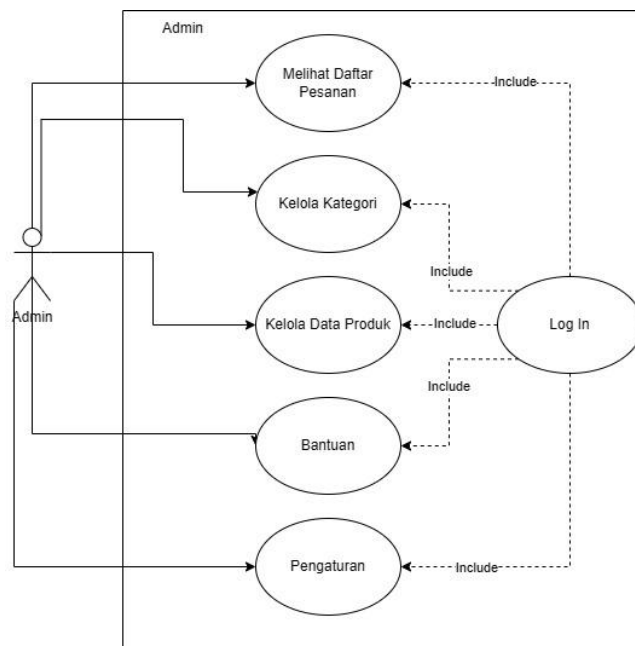 Admin
Melihat Daftar
Pesanan
Include
Kelola Kategori
Include
Admin
Kelola Data Produk
Include
Log In
Include
Bantuan
Pengaturan
Include